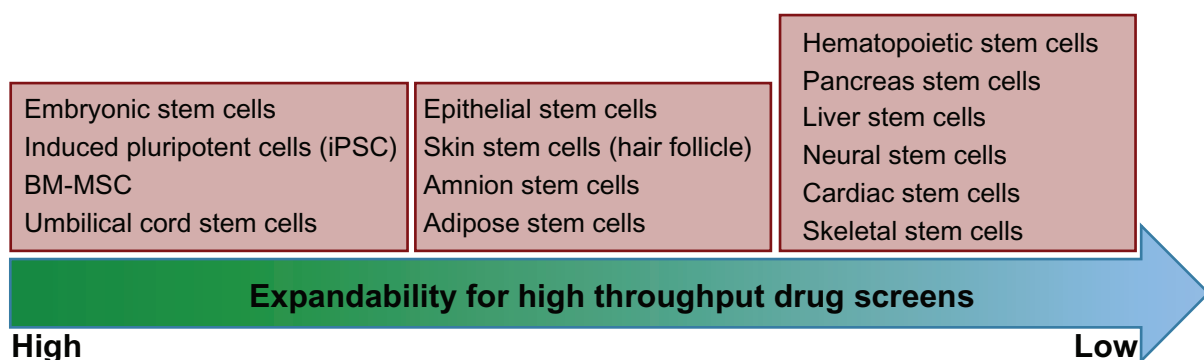 Embryonic stem cells
Induced pluripotent cells (iPSC)
BM-MSC
Umbilical cord stem cells
Epithelial stem cells
Skin stem cells (hair follicle)
Amnion stem cells
Adipose stem cells
Hematopoietic stem cells
Pancreas stem cells
Liver stem cells
Neural stem cells
Cardiac stem cells
Skeletal stem cells
Expandability for high throughput drug screens
High
Low